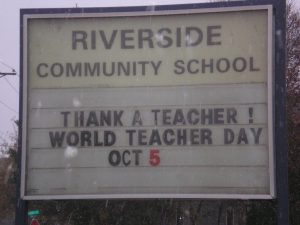 RIVERSIDE
COMMUNITY SCHOOL
THANK A TEACHER !
WORLD TEACHER DAY
OCT 5